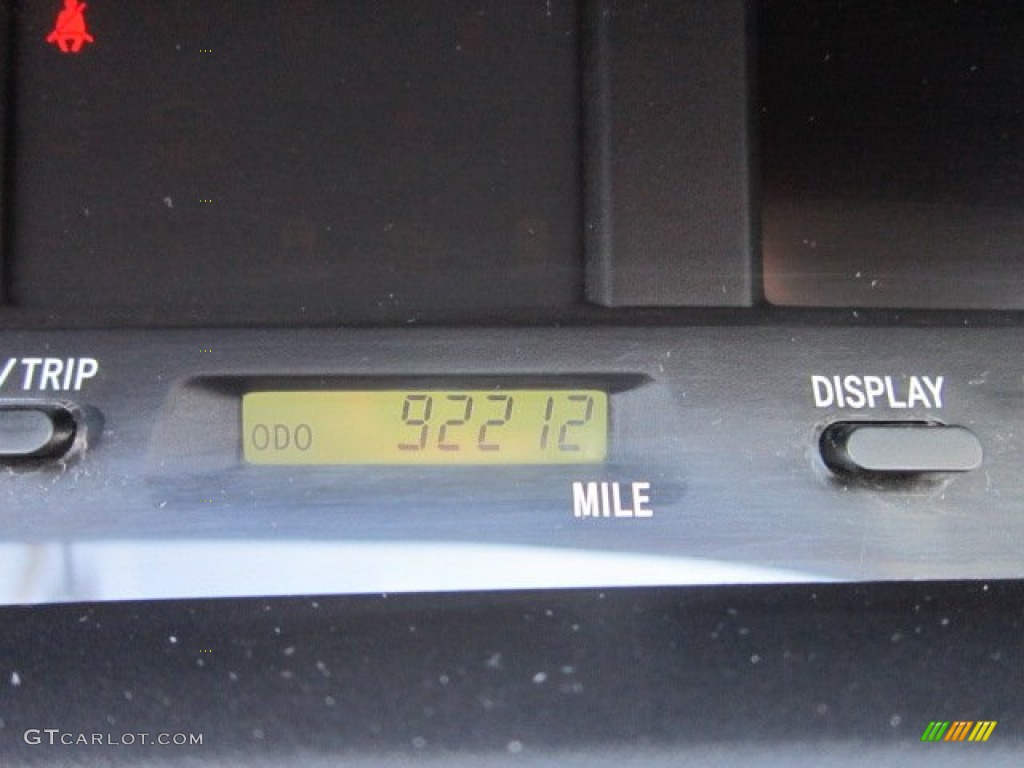 /TRIP
DISPLAY
ODO 92212
MILE
GTCARLOT.COM